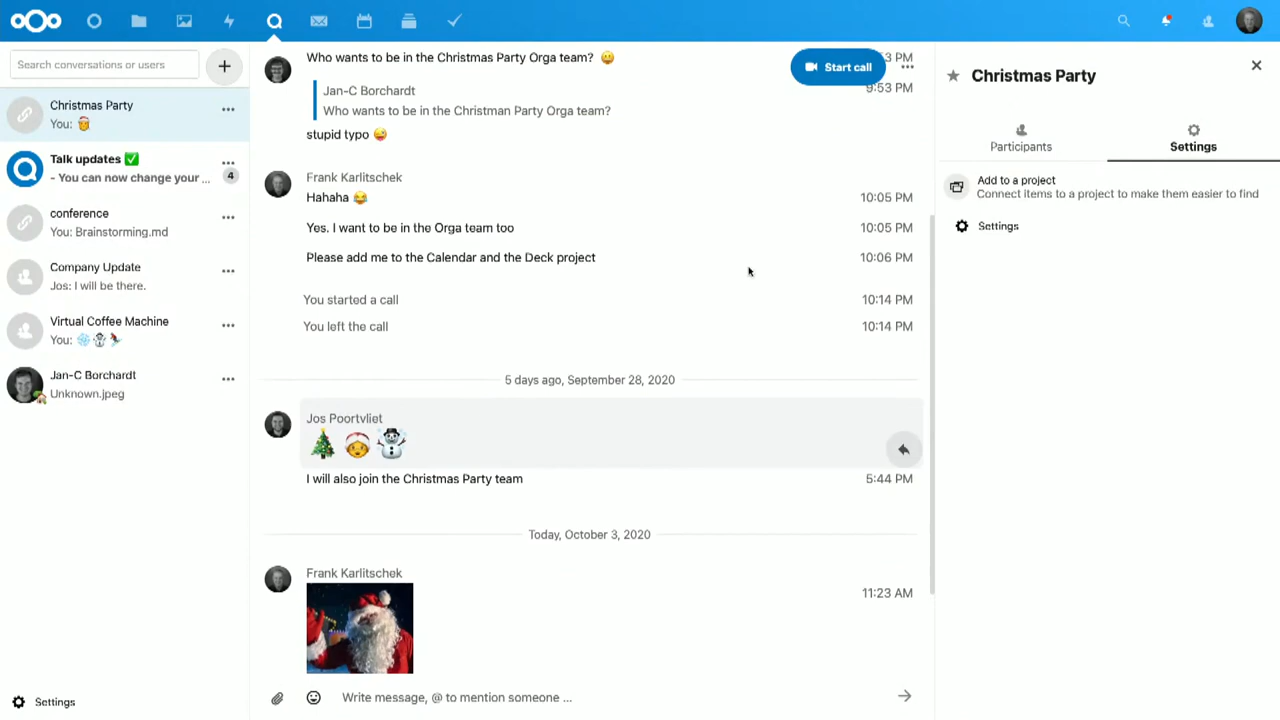 Search conversations or users
Christmas Party
You: 🤶
Talk updates ✅
- You can now change your ...
4
conference
You: Brainstorming.md
Company Update
Jos: I will be there.
Virtual Coffee Machine
You: ❄️☃️⛷️
Jan-C Borchardt
Unknown.jpeg
Settings
Who wants to be in the Christmas Party Orga team? 😀
3 PM
Start call
Jan-C Borchardt
9:53 PM
Who wants to be in the Christman Party Orga team?
stupid typo 😜
Frank Karlitschek
Hahaha 😂
10:05 PM
Yes. I want to be in the Orga team too
10:05 PM
Please add me to the Calendar and the Deck project
10:06 PM
You started a call
10:14 PM
You left the call
10:14 PM
5 days ago, September 28, 2020
Jos Poortvliet
🎄 🤶 ☃️
I will also join the Christmas Party team
5:44 PM
Today, October 3, 2020
Frank Karlitschek
11:23 AM
Write message, @ to mention someone ...
Christmas Party
Participants
Settings
Add to a project
Connect items to a project to make them easier to find
Settings